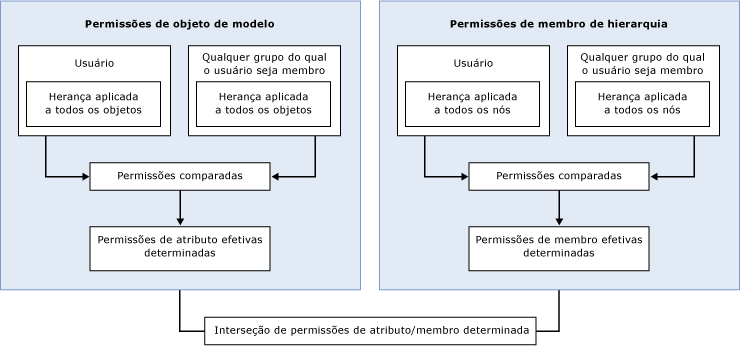 Permissões de objeto de modelo
Usuário
Herança aplicada
a todos os objetos
Qualquer grupo do qual
o usuário seja membro
Herança aplicada
a todos os objetos
Permissões comparadas
Permissões de atributo efetivas
determinadas
Permissões de membro de hierarquia
Usuário
Herança aplicada
a todos os nós
Qualquer grupo do qual
o usuário seja membro
Herança aplicada
a todos os nós
Permissões comparadas
Permissões de membro efetivas
determinadas
Interseção de permissões de atributo/membro determinada